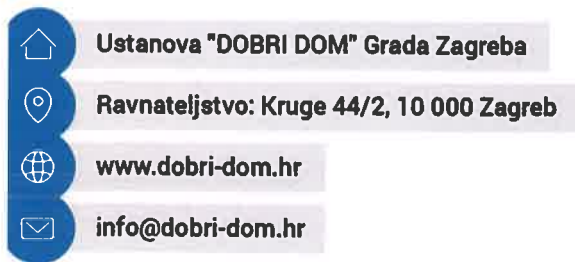 Ustanova "DOBRI DOM" Grada Zagreba
Ravnateljstvo: Kruge 44/2, 10 000 Zagreb
www.dobri-dom.hr
info@dobri-dom.hr